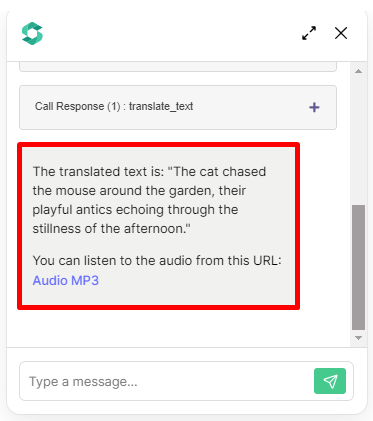 Call Response (1) : translate_text
+
The translated text is: "The cat chased
the mouse around the garden, their
playful antics echoing through the
stillness of the afternoon."
You can listen to the audio from this URL:
Audio MP3
Type a message...